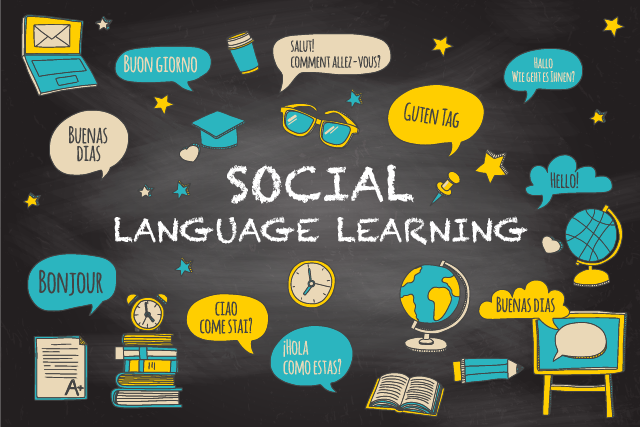 BUON GIORNO
SALUT!
COMMENT ALLEZ-VOUS?
HALLO
WIE GEHT ES IHNEN?
GUTEN TAG
BUENAS
DIAS
HELLO!
SOCIAL
LANGUAGE LEARNING
BONJOUR
CIAO
COME STAI?
¡HOLA
COMO ESTAS?
BUENAS DIAS
A+